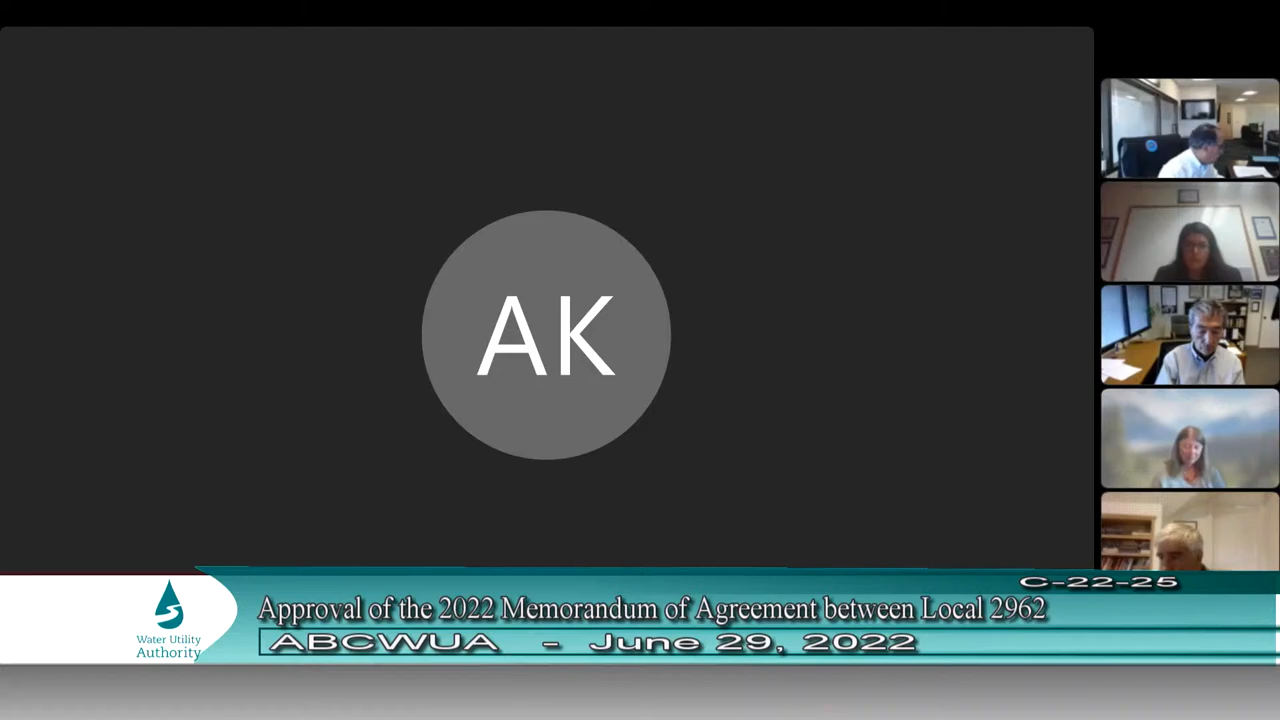 AK
C-22-25
Approval of the 2022 Memorandum of Agreement between Local 2962
ABCWUA - June 29, 2022
Water Utility
Authority